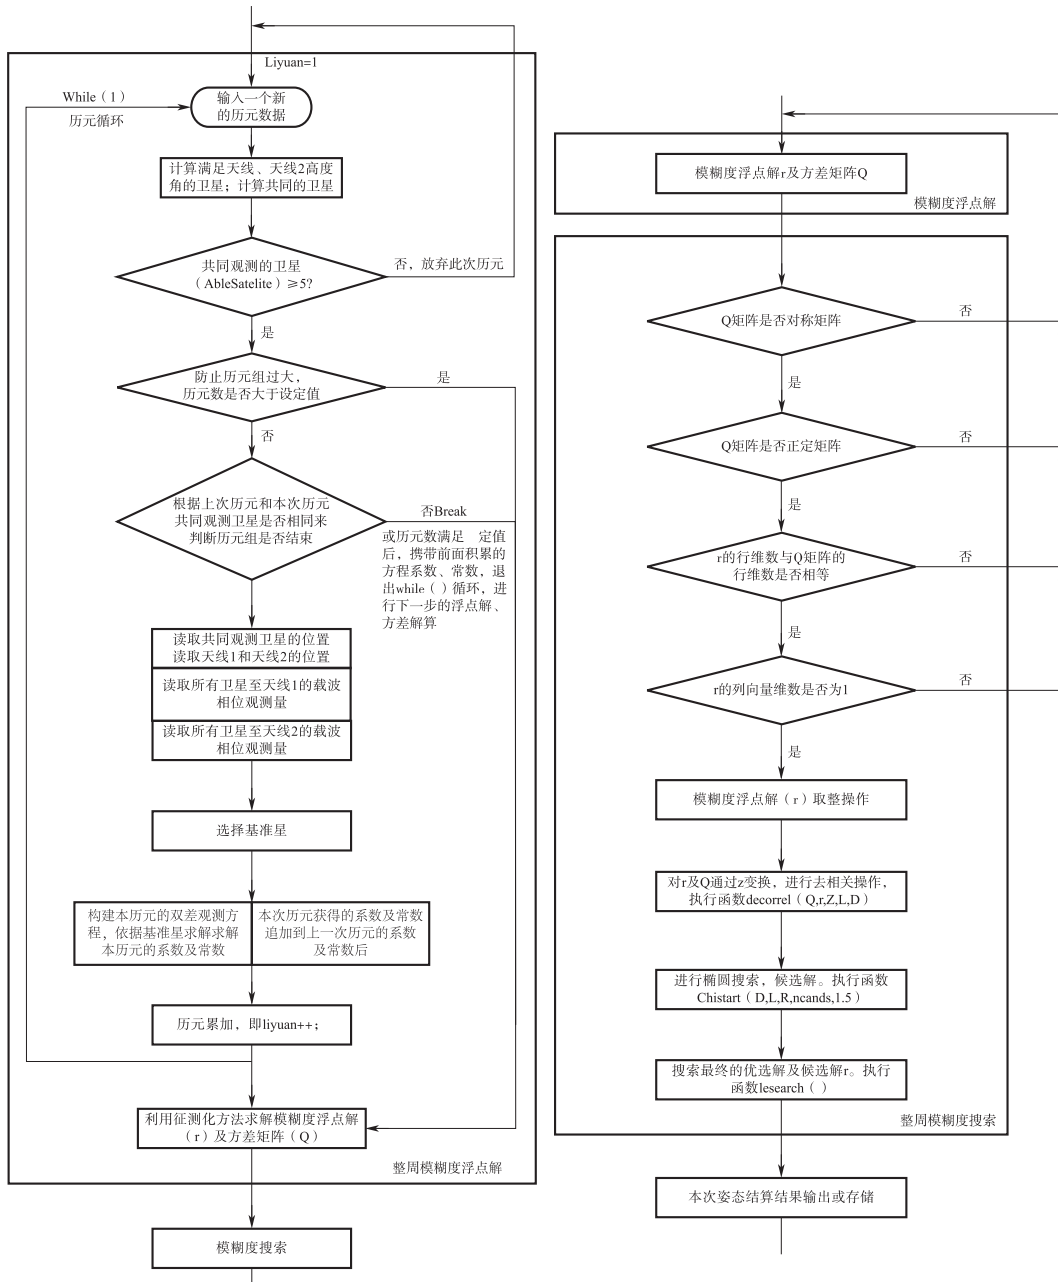 Liyuan=1
While（1）
历元循环
输入一个新
的历元数据
计算满足天线、天线2高度
角的卫星；计算共同的卫星
共同观测的卫星
（AbleSatelite）≥5?
否，放弃此次历元
是
防止历元组过大，
历元数是否大于设定值
是
否
根据上次历元和本次历元
共同观测卫星是否相同来
判断历元组是否结束
否Break
或历元数满足 定值
后，携带前面积累的
方程系数、常数，退
出while（）循环，进
行下一步的浮点解、
方差解算
读取共同观测卫星的位置
读取天线1和天线2的位置
读取所有卫星至天线1的载波
相位观测量
读取所有卫星至天线2的载波
相位观测量
选择基准星
构建本历元的双差观测方
程，依据基准星求解求解
本历元的系数及常数
本次历元获得的系数及常数
追加到上一次历元的系数
及常数后
历元累加，即liyuan++；
利用征测化方法求解模糊度浮点解
（r）及方差矩阵（Q）
整周模糊度浮点解
模糊度搜索
模糊度浮点解r及方差矩阵Q
模糊度浮点解
Q矩阵是否对称矩阵
否
是
Q矩阵是否正定矩阵
否
是
r的行维数与Q矩阵的
行维数是否相等
否
是
r的列向量维数是否为1
否
是
模糊度浮点解（r）取整操作
对r及Q通过z变换，进行去相关操作，
执行函数decorrel（Q,r,Z,L,D）
进行椭圆搜索，候选解。执行函数
Chistart（D,L,R,ncands,1.5）
搜索最终的优选解及候选解r。执行
函数lesearch（）
整周模糊度搜索
本次姿态结算结果输出或存储